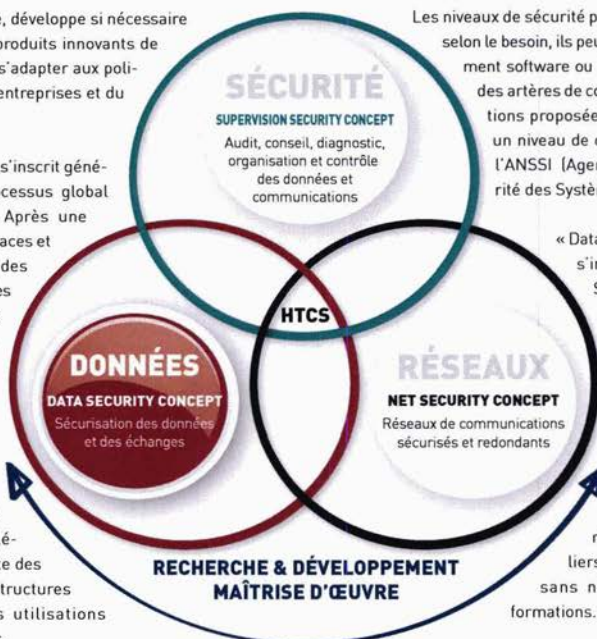 e, développe si nécessaire
produits innovants de
s'adapter aux poli-
entreprises et du
s'inscrit géné-
ocessus global
Après une
aces et
des
es
lé-
te des
structures
s utilisations
SÉCURITÉ
SUPERVISION SECURITY CONCEPT
Audit, conseil, diagnostic,
organisation et contrôle
des données et
communications
HTCS
DONNÉES
DATA SECURITY CONCEPT
Sécurisation des données
et des échanges
RÉSEAUX
NET SECURITY CONCEPT
Réseaux de communications
sécurisés et redondants
RECHERCHE & DÉVELOPPEMENT
MAÎTRISE D'ŒUVRE
Les niveaux de sécurité p
selon le besoin, ils peu
ment software ou
des artères de co
tions proposée
un niveau de c
l'ANSSI (Agen
rité des Systè
« Data
s'in
S
liers
sans n
formations.